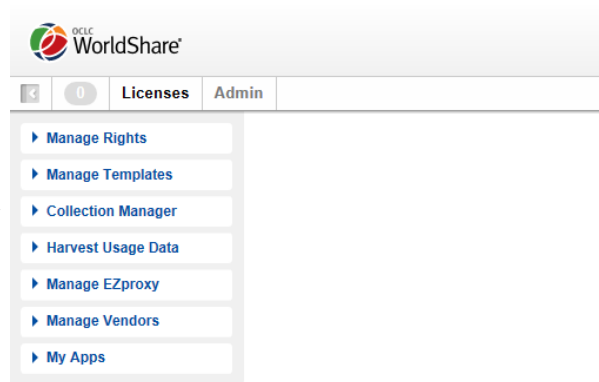 OCLC
WorldShare®
0 Licenses Admin
Manage Rights
Manage Templates
Collection Manager
Harvest Usage Data
Manage EZproxy
Manage Vendors
My Apps